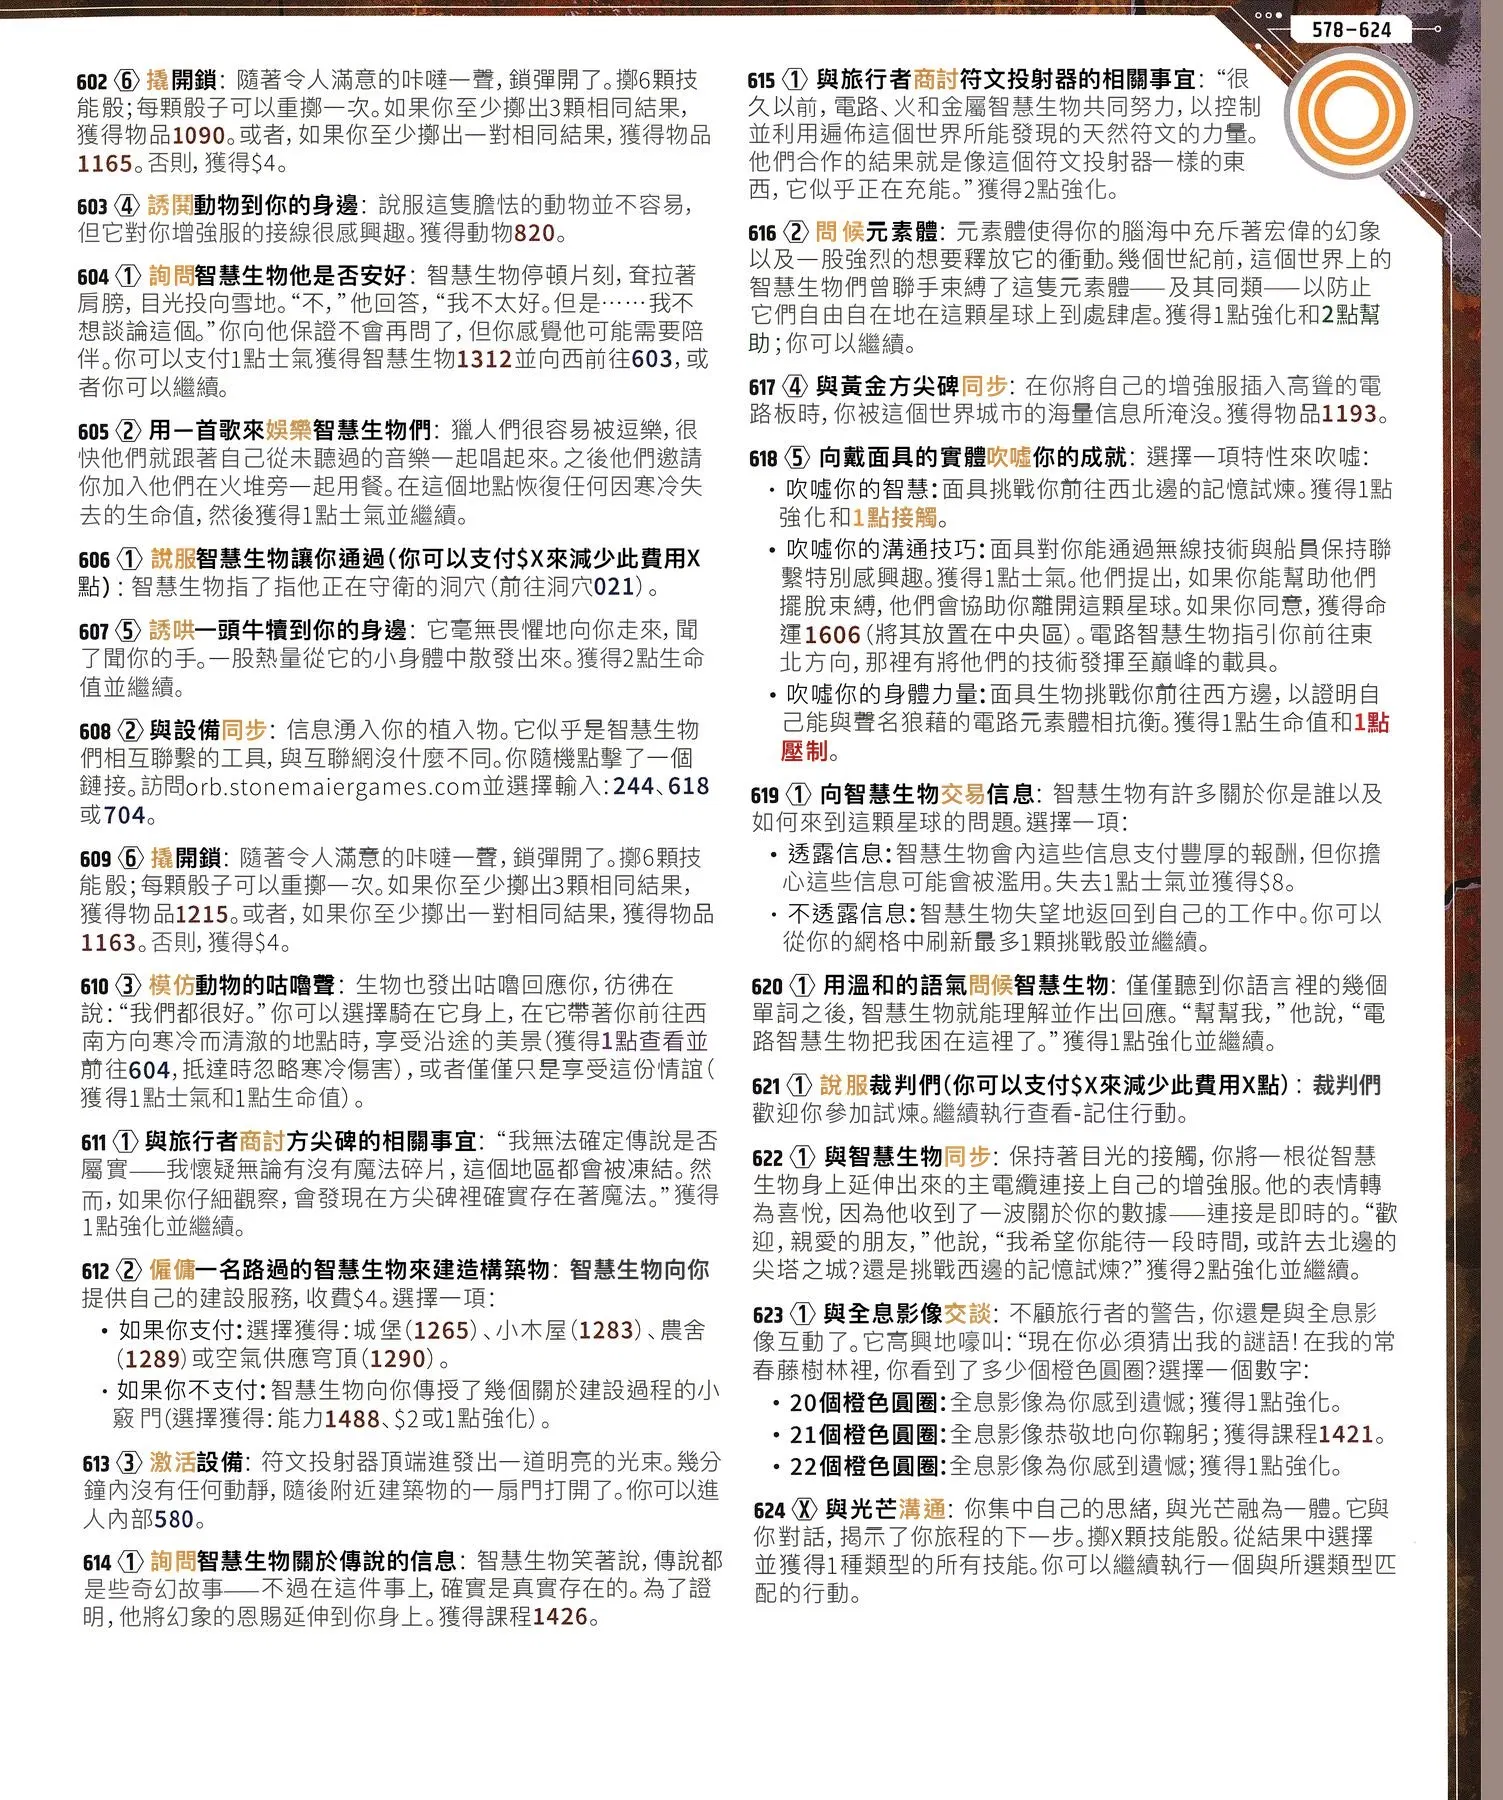 578–624
602 6 撬開鎖：隨著令人滿意的咔噠一聲，鎖彈開了。擲6顆技
能骰；每顆骰子可以重擲一次。如果你至少擲出3顆相同結果，
獲得物品1090。或者，如果你至少擲出一對相同結果，獲得物品
1165。否則，獲得$4。
603 4 誘鬨動物到你的身邊：說服這隻膽怯的動物並不容易，
但它對你增強服的接線很感興趣。獲得動物820。
604 1 詢問智慧生物他是否安好：智慧生物停頓片刻，耷拉著
肩膀，目光投向雪地。“不，”他回答，“我不太好。但是……我不
想談論這個。”你向他保證不會再問了，但你感覺他可能需要陪
伴。你可以支付1點士氣獲得智慧生物1312並向西前往603，或
者你可以繼續。
605 2 用一首歌來娛樂智慧生物們：獵人們很容易被逗樂，很
快他們就跟著自己從未聽過的音樂一起唱起來。之後他們邀請
你加入他們在火堆旁一起用餐。在這個地點恢復任何因寒冷失
去的生命值，然後獲得1點士氣並繼續。
606 1 說服智慧生物讓你通過（你可以支付$X來減少此費用X
點）：智慧生物指了指他正在守衛的洞穴（前往洞穴021）。
607 5 誘哄一頭牛犢到你的身邊：它毫無畏懼地向你走來，聞
了聞你的手。一股熱量從它的小身體中散發出來。獲得2點生命
值並繼續。
608 2 與設備同步：信息湧入你的植入物。它似乎是智慧生物
們相互聯繫的工具，與互聯網沒什麼不同。你隨機點擊了一個
鏈接。訪問orb.stonemaiergames.com並選擇輸入：244、618
或704。
609 6 撬開鎖：隨著令人滿意的咔噠一聲，鎖彈開了。擲6顆技
能骰；每顆骰子可以重擲一次。如果你至少擲出3顆相同結果，
獲得物品1215。或者，如果你至少擲出一對相同結果，獲得物品
1163。否則，獲得$4。
610 3 模仿動物的咕嚕聲：生物也發出咕嚕回應你，彷彿在
說：“我們都很好。”你可以選擇騎在它身上，在它帶著你前往西
南方向寒冷而清澈的地點時，享受沿途的美景（獲得1點查看並
前往604，抵達時忽略寒冷傷害），或者僅僅只是享受這份情誼（
獲得1點士氣和1點生命值）。
611 1 與旅行者商討方尖碑的相關事宜：“我無法確定傳說是否
屬實——我懷疑無論有沒有魔法碎片，這個地區都會被凍結。然
而，如果你仔細觀察，會發現在方尖碑裡確實存在著魔法。”獲得
1點強化並繼續。
612 2 僱傭一名路過的智慧生物來建造構築物：智慧生物向你
提供自己的建設服務，收費$4。選擇一項：
• 如果你支付：選擇獲得：城堡（1265）、小木屋（1283）、農舍
（1289）或空氣供應穹頂（1290）。
• 如果你不支付：智慧生物向你傳授了幾個關於建設過程的小
竅門（選擇獲得：能力1488、$2或1點強化）。
613 3 激活設備：符文投射器頂端迸發出一道明亮的光束。幾分
鐘內沒有任何動靜，隨後附近建築物的一扇門打開了。你可以進
人內部580。
614 1 詢問智慧生物關於傳說的信息：智慧生物笑著說，傳說都
是些奇幻故事——不過在這件事上，確實是真實存在的。為了證
明，他將幻象的恩賜延伸到你身上。獲得課程1426。
615 1 與旅行者商討符文投射器的相關事宜：“很
久以前，電路、火和金屬智慧生物共同努力，以控制
並利用遍佈這個世界所能發現的天然符文的力量。
他們合作的結果就是像這個符文投射器一樣的東
西，它似乎正在充能。”獲得2點強化。
616 2 問候元素體：元素體使得你的腦海中充斥著宏偉的幻象
以及一股強烈的想要釋放它的衝動。幾個世紀前，這個世界上的
智慧生物們曾聯手束縛了這隻元素體——及其同類——以防止
它們自由自在地在這顆星球上到處肆虐。獲得1點強化和2點幫
助；你可以繼續。
617 4 與黃金方尖碑同步：在你將自己的增強服插入高聳的電
路板時，你被這個世界城市的海量信息所淹沒。獲得物品1193。
618 5 向戴面具的實體吹噓你的成就：選擇一項特性來吹噓：
• 吹噓你的智慧：面具挑戰你前往西北邊的記憶試煉。獲得1點
強化和1點接觸。
• 吹噓你的溝通技巧：面具對你能通過無線技術與船員保持聯
繫特別感興趣。獲得1點士氣。他們提出，如果你能幫助他們
擺脫束縛，他們會協助你離開這顆星球。如果你同意，獲得命
運1606（將其放置在中央區）。電路智慧生物指引你前往東
北方向，那裡有將他們的技術發揮至巔峰的載具。
• 吹噓你的身體力量：面具生物挑戰你前往西方邊，以證明自
己能與聲名狼藉的電路元素體相抗衡。獲得1點生命值和1點
壓制。
619 1 向智慧生物交易信息：智慧生物有許多關於你是誰以及
如何來到這顆星球的問題。選擇一項：
• 透露信息：智慧生物會內這些信息支付豐厚的報酬，但你擔
心這些信息可能會被濫用。失去1點士氣並獲得$8。
• 不透露信息：智慧生物失望地返回到自己的工作中。你可以
從你的網格中刷新最多1顆挑戰骰並繼續。
620 1 用溫和的語氣問候智慧生物：僅僅聽到你語言裡的幾個
單詞之後，智慧生物就能理解並作出回應。“幫幫我，”他說，“電
路智慧生物把我困在這裡了。”獲得1點強化並繼續。
621 1 說服裁判們（你可以支付$X來減少此費用X點）：裁判們
歡迎你參加試煉。繼續執行查看-記住行動。
622 1 與智慧生物同步：保持著目光的接觸，你將一根從智慧
生物身上延伸出來的主電纜連接上自己的增強服。他的表情轉
為喜悅，因為他收到了一波關於你的數據——連接是即時的。“歡
迎，親愛的朋友，”他說，“我希望你能待一段時間，或許去北邊的
尖塔之城？還是挑戰西邊的記憶試煉？”獲得2點強化並繼續。
623 1 與全息影像交談：不顧旅行者的警告，你還是與全息影
像互動了。它高興地嚎叫：“現在你必須猜出我的謎語！在我的常
春藤樹林裡，你看到了多少個橙色圓圈？選擇一個數字：
• 20個橙色圓圈：全息影像為你感到遺憾；獲得1點強化。
• 21個橙色圓圈：全息影像恭敬地向你鞠躬；獲得課程1421。
• 22個橙色圓圈：全息影像為你感到遺憾；獲得1點強化。
624 X 與光芒溝通：你集中自己的思緒，與光芒融為一體。它與
你對話，揭示了你旅程的下一步。擲X顆技能骰。從結果中選擇
並獲得1種類型的所有技能。你可以繼續執行一個與所選類型匹
配的行動。